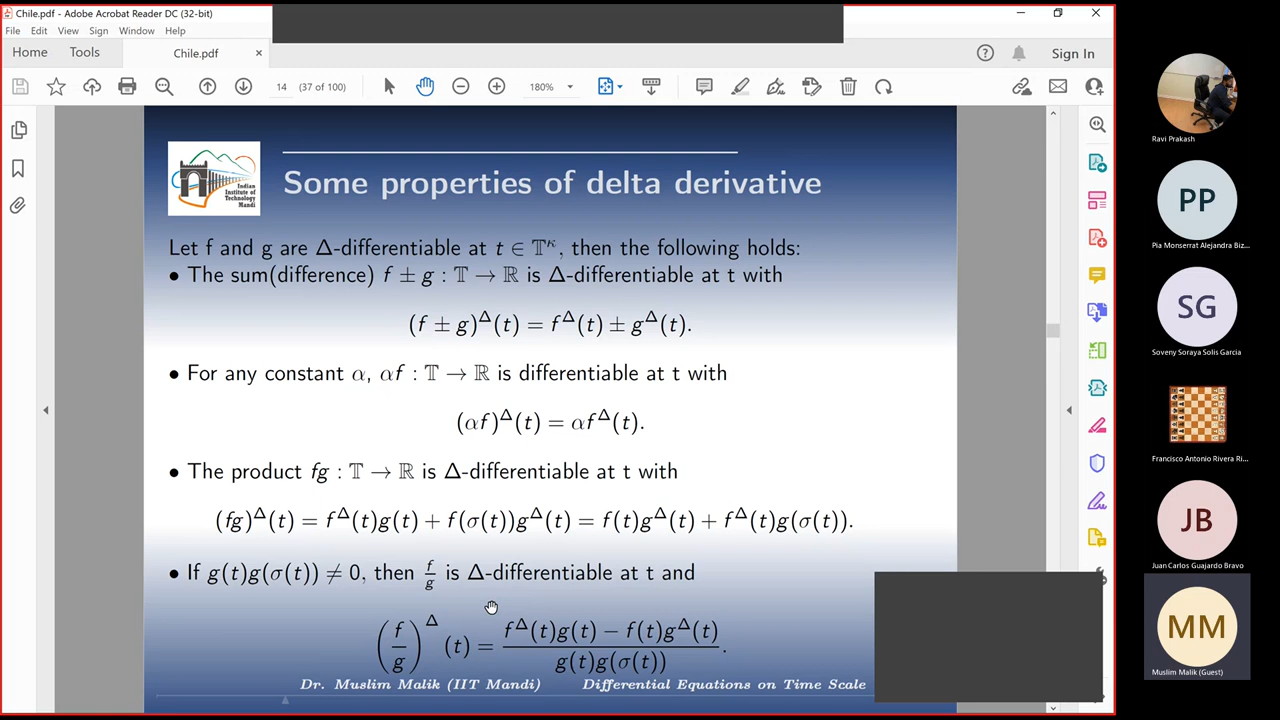 Chile.pdf - Adobe Acrobat Reader DC (32-bit)
File Edit View Sign Window Help
Home Tools Chile.pdf × Sign In
14 (37 of 100) 180%
Indian
Institute of
Technology
Mandi
Some properties of delta derivative
Let f and g are Δ-differentiable at t ∈ 𝕋^κ, then the following holds:
• The sum(difference) f ± g : 𝕋 → ℝ is Δ-differentiable at t with
(f ± g)^Δ(t) = f^Δ(t) ± g^Δ(t).
• For any constant α, αf : 𝕋 → ℝ is differentiable at t with
(αf)^Δ(t) = αf^Δ(t).
• The product fg : 𝕋 → ℝ is Δ-differentiable at t with
(fg)^Δ(t) = f^Δ(t)g(t) + f(σ(t))g^Δ(t) = f(t)g^Δ(t) + f^Δ(t)g(σ(t)).
• If g(t)g(σ(t)) ≠ 0, then f/g is Δ-differentiable at t and
(f/g)^Δ (t) = (f^Δ(t)g(t) − f(t)g^Δ(t)) / (g(t)g(σ(t))).
Dr. Muslim Malik (IIT Mandi) Differential Equations on Time Scale
Ravi Prakash
PP
Pia Monserrat Alejandra Biz...
SG
Soveny Soraya Solis Garcia
Francisco Antonio Rivera Ri...
JB
Juan Carlos Guajardo Bravo
MM
Muslim Malik (Guest)